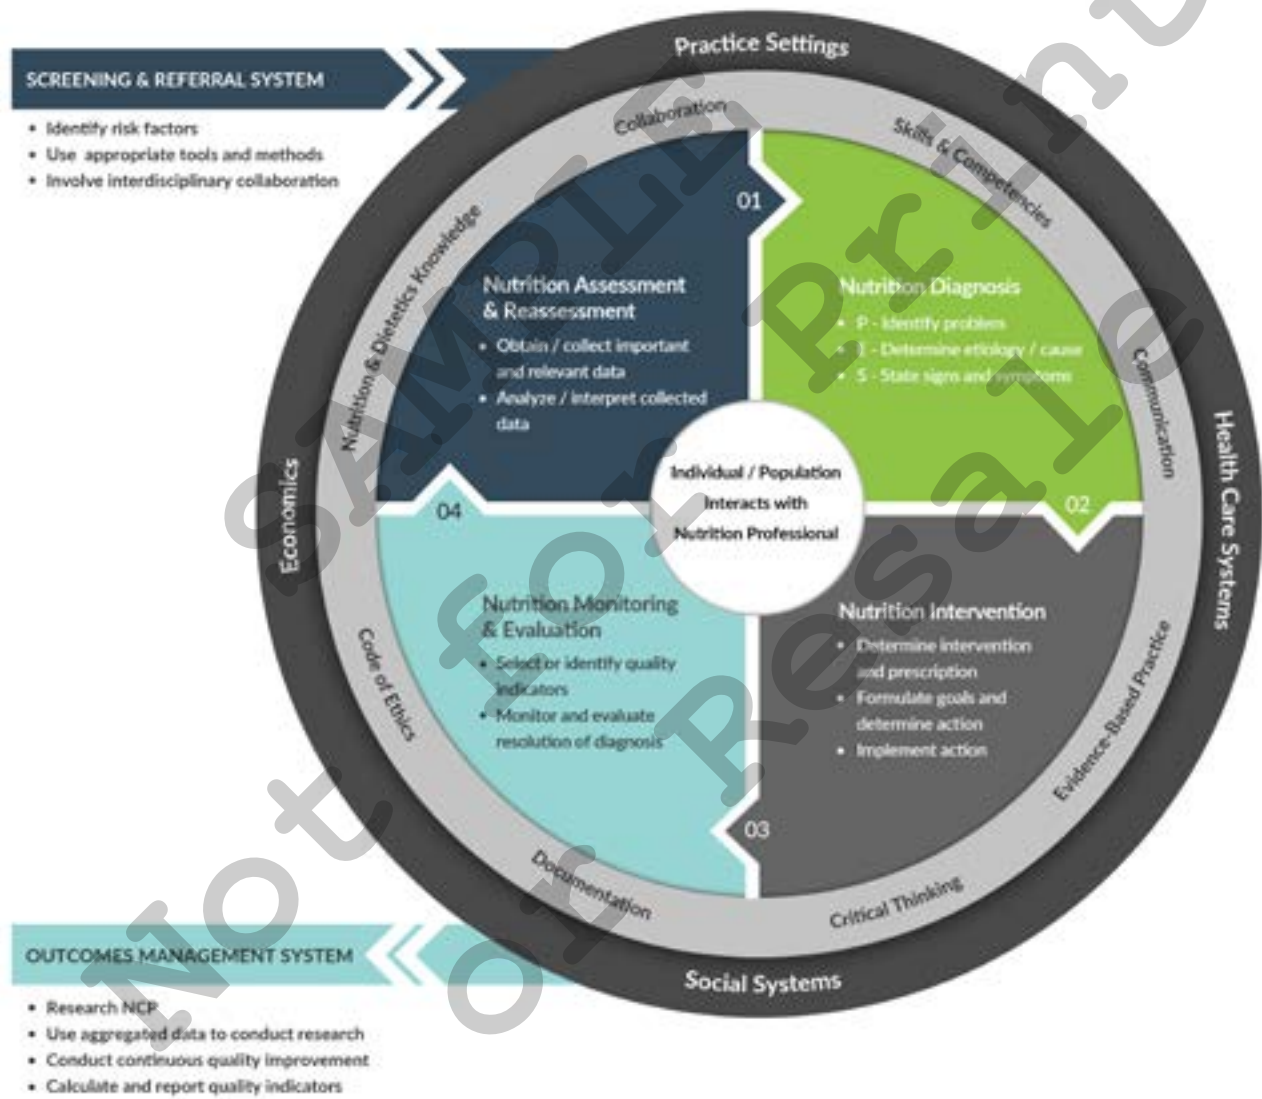 Practice Settings
SCREENING & REFERRAL SYSTEM
• Identify risk factors
• Use appropriate tools and methods
• Involve interdisciplinary collaboration
Collaboration
Skills & Competencies
Nutrition & Dietetics Knowledge
Communication
Economics
Health Care Systems
Code of Ethics
Evidence-Based Practice
Documentation
Critical Thinking
Social Systems
01
Nutrition Assessment
& Reassessment
• Obtain / collect important
and relevant data
• Analyze / interpret collected
data
Nutrition Diagnosis
• P - Identify problem
• E - Determine etiology / cause
• S - State signs and symptoms
02
Individual / Population
Interacts with
Nutrition Professional
04
Nutrition Monitoring
& Evaluation
• Select or identify quality
indicators
• Monitor and evaluate
resolution of diagnosis
Nutrition Intervention
• Determine intervention
and prescription
• Formulate goals and
determine action
• Implement action
03
OUTCOMES MANAGEMENT SYSTEM
• Research NCP
• Use aggregated data to conduct research
• Conduct continuous quality improvement
• Calculate and report quality indicators
SAMPLE
Not for Print
or Resale